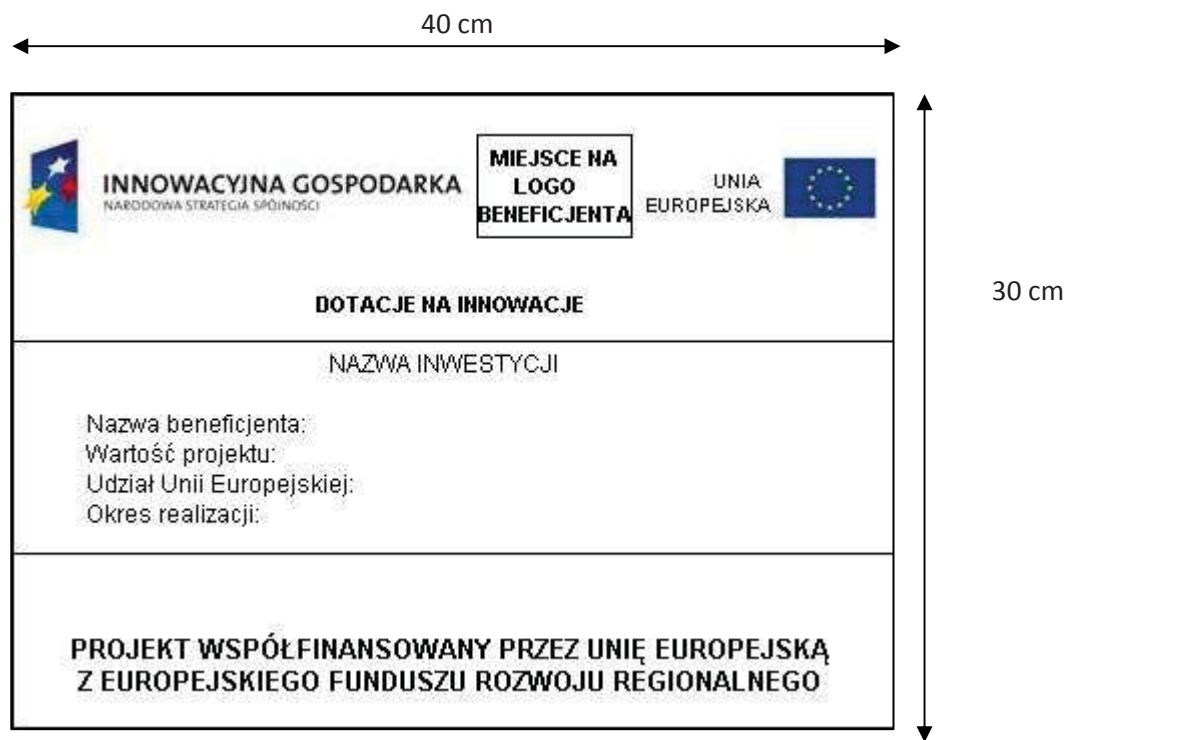 40 cm
INNOWACYJNA GOSPODARKA
NARODOWA STRATEGIA SPÓJNOŚCI
MIEJSCE NA
LOGO
BENEFICJENTA
UNIA
EUROPEJSKA
30 cm
DOTACJE NA INNOWACJE
NAZWA INWESTYCJI
Nazwa beneficjenta:
Wartość projektu:
Udział Unii Europejskiej:
Okres realizacji:
PROJEKT WSPÓŁFINANSOWANY PRZEZ UNIĘ EUROPEJSKĄ
Z EUROPEJSKIEGO FUNDUSZU ROZWOJU REGIONALNEGO